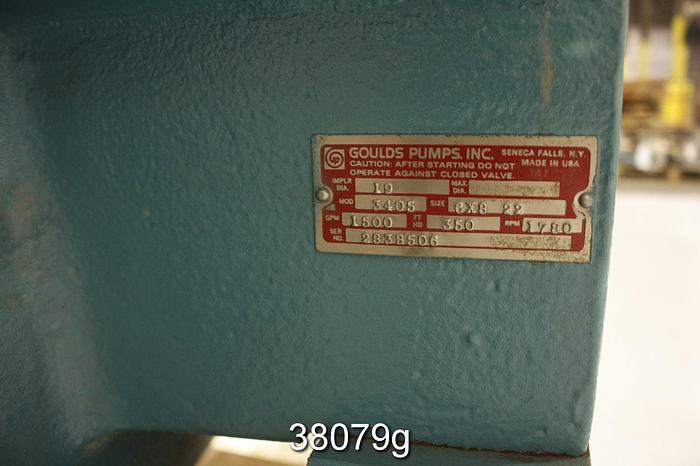 GOULDS PUMPS, INC. SENECA FALLS, N.Y.
CAUTION: AFTER STARTING DO NOT MADE IN USA
OPERATE AGAINST CLOSED VALVE.
IMPLR DIA. 19 MAX. DIA.
MOD 3405 SIZE 6X8 22
GPM 1500 FT HD 350 RPM 1780
SER NO. 283B506
38079g